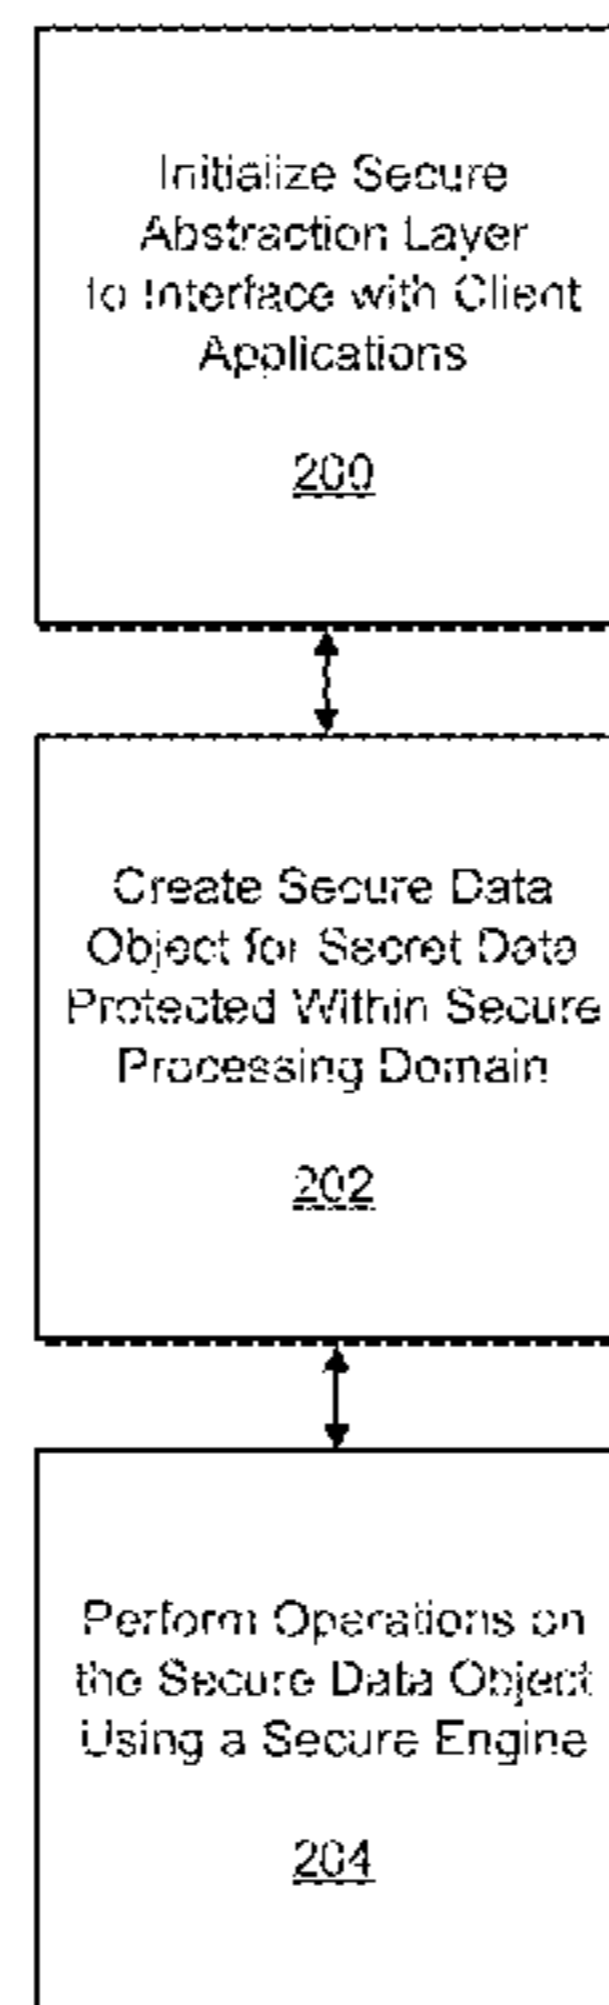 Initialize Secure
Abstraction Layer
to Interface with Client
Applications
200
Create Secure Data
Object for Secret Data
Protected Within Secure
Processing Domain
202
Perform Operations on
the Secure Data Object
Using a Secure Engine
204